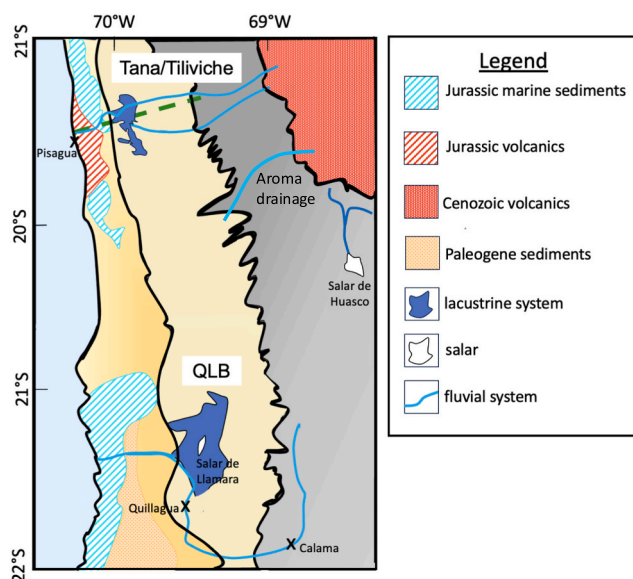 70°W
69°W
21°S
Tana/Tiliviche
Pisagua
Aroma
drainage
20°S
Salar de
Huasco
21°S
QLB
Salar de
Llamara
Quillagua
Calama
22°S
Legend
Jurassic marine sediments
Jurassic volcanics
Cenozoic volcanics
Paleogene sediments
lacustrine system
salar
fluvial system